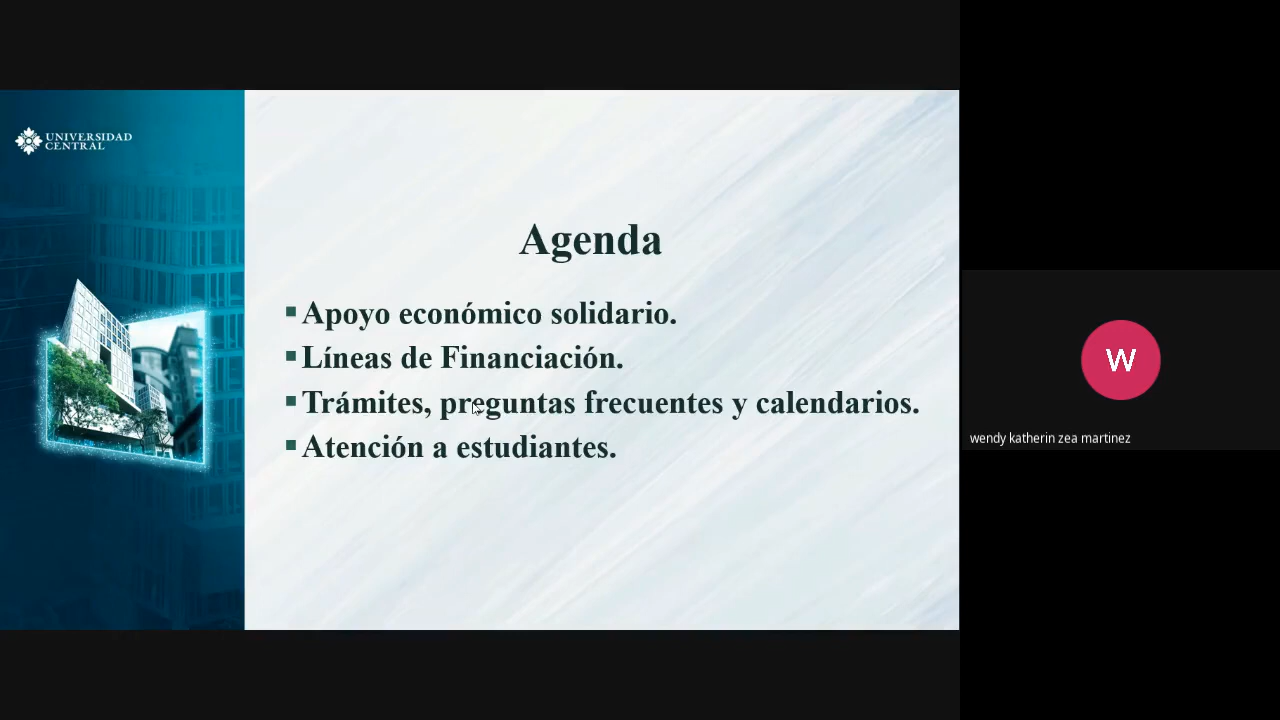 UNIVERSIDAD
CENTRAL
Agenda
▪Apoyo económico solidario.
▪Líneas de Financiación.
▪Trámites, preguntas frecuentes y calendarios.
▪Atención a estudiantes.
W
wendy katherin zea martinez